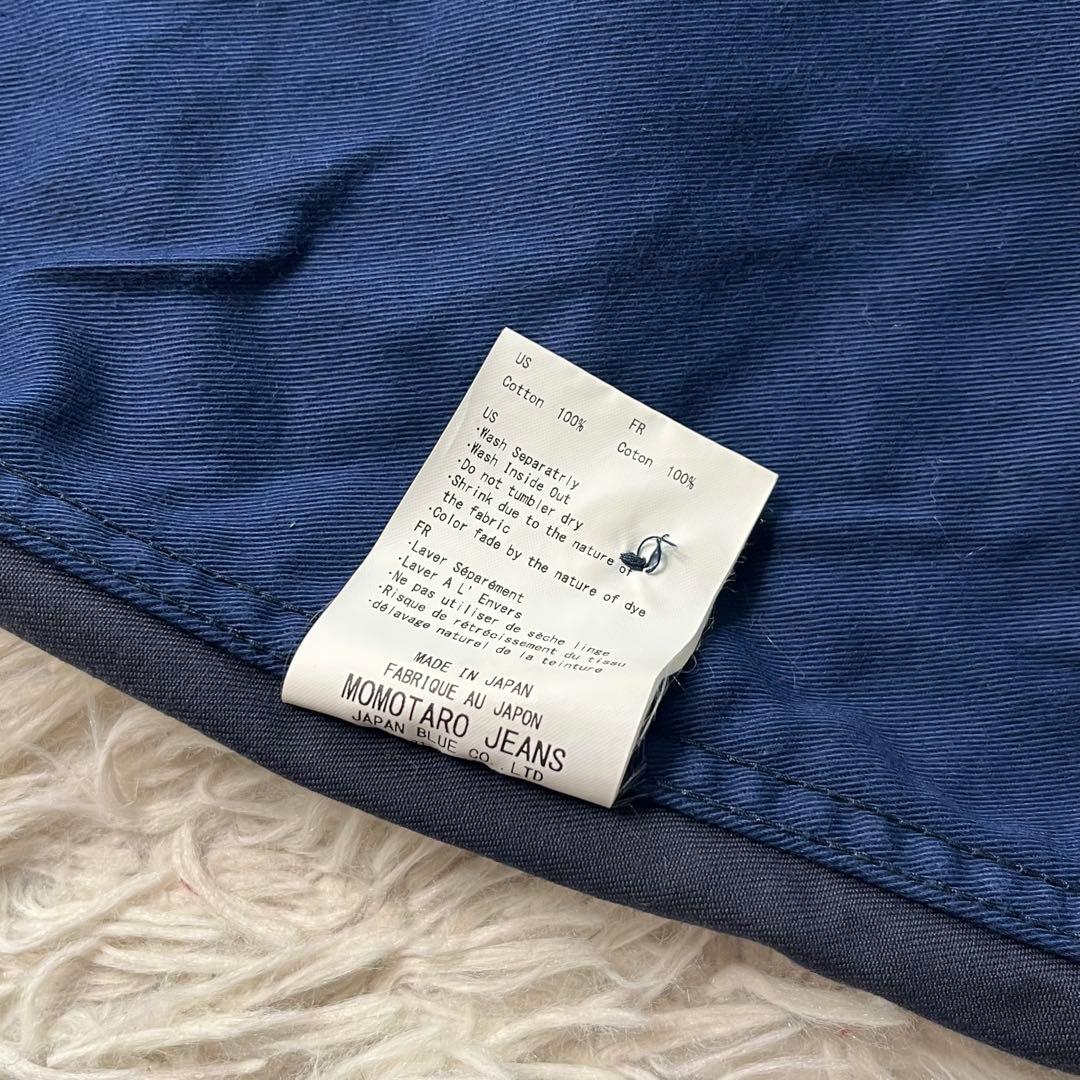 US
Cotton 100%
FR
Coton 100%
US
·Wash Separatrly
·Wash Inside Out
·Do not tumbler dry
·Shrink due to the nature of
the fabric
·Color fade by the nature of dye
FR
·Laver Séparément
·Laver A L' Envers
·Ne pas utiliser de sèche linge
·Risque de rétrécissement du tissu
·délavage naturel de la teinture
MADE IN JAPAN
FABRIQUE AU JAPON
MOMOTARO JEANS
JAPAN BLUE CO.,LTD